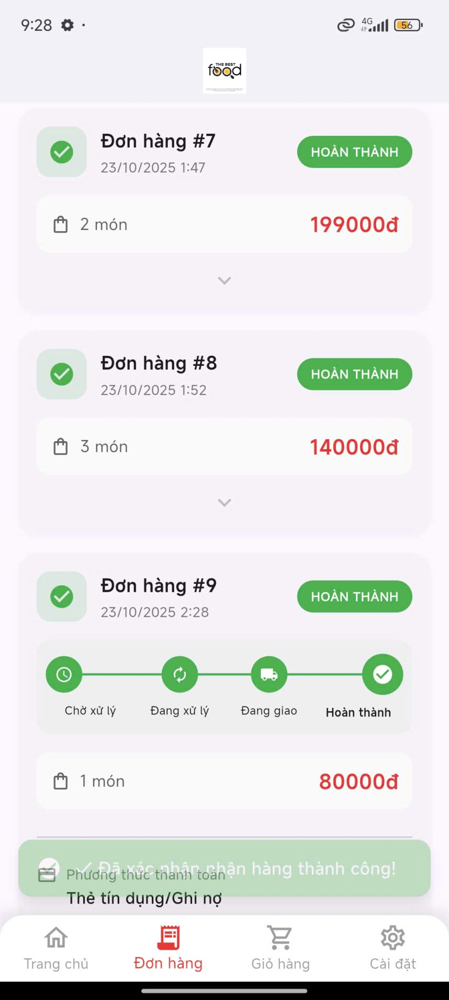 9:28
4G
56
THE BEST
food
Đơn hàng #7
23/10/2025 1:47
HOÀN THÀNH
2 món
199000đ
Đơn hàng #8
23/10/2025 1:52
HOÀN THÀNH
3 món
140000đ
Đơn hàng #9
23/10/2025 2:28
HOÀN THÀNH
Chờ xử lý
Đang xử lý
Đang giao
Hoàn thành
1 món
80000đ
✓ Đã xác nhận nhận hàng thành công!
Phương thức thanh toán
Thẻ tín dụng/Ghi nợ
Trang chủ
Đơn hàng
Giỏ hàng
Cài đặt